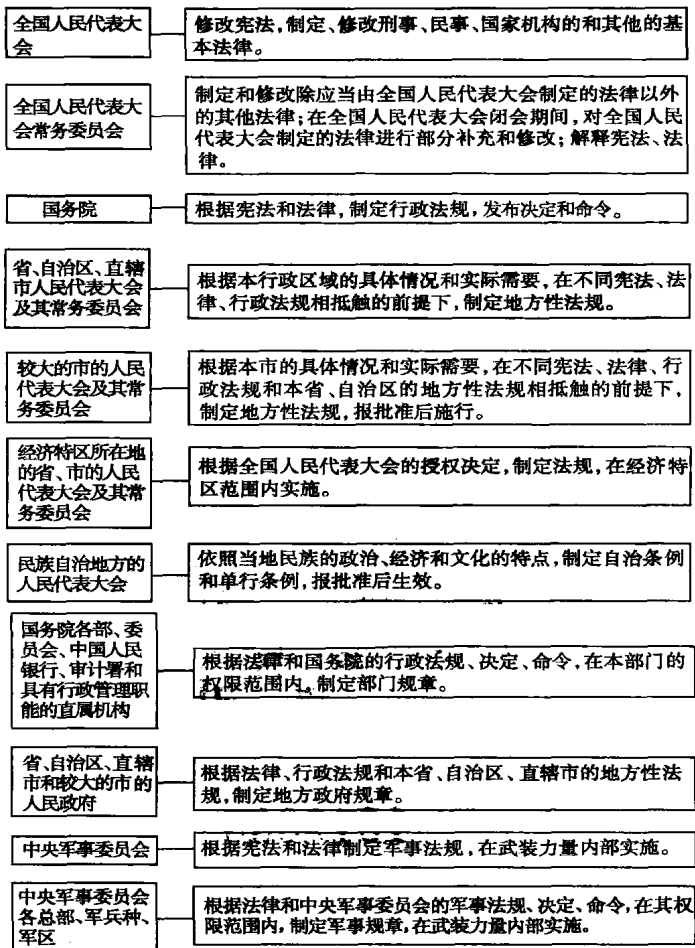 全国人民代表大
会
修改宪法,制定、修改刑事、民事、国家机构的和其他的基
本法律。
全国人民代表大
会常务委员会
制定和修改除应当由全国人民代表大会制定的法律以外
的其他法律;在全国人民代表大会闭会期间,对全国人民
代表大会制定的法律进行部分补充和修改;解释宪法、法
律。
国务院
根据宪法和法律,制定行政法规,发布决定和命令。
省、自治区、直辖
市人民代表大会
及其常务委员会
根据本行政区域的具体情况和实际需要,在不同宪法、法
律、行政法规相抵触的前提下,制定地方性法规。
较大的市的人民
代表大会及其常
务委员会
根据本市的具体情况和实际需要,在不同宪法、法律、行
政法规和本省、自治区的地方性法规相抵触的前提下,
制定地方性法规,报批准后施行。
经济特区所在地
的省、市的人民
代表大会及其常
务委员会
根据全国人民代表大会的授权决定,制定法规,在经济特
区范围内实施。
民族自治地方的
人民代表大会
依照当地民族的政治、经济和文化的特点,制定自治条例
和单行条例,报批准后生效。
国务院各部、委
员会、中国人民
银行、审计署和
具有行政管理职
能的直属机构
根据法律和国务院的行政法规、决定、命令,在本部门的
权限范围内,制定部门规章。
省、自治区、直辖
市和较大的市的
人民政府
根据法律、行政法规和本省、自治区、直辖市的地方性法
规,制定地方政府规章。
中央军事委员会
根据宪法和法律制定军事法规,在武装力量内部实施。
中央军事委员会
各总部、军兵种、
军区
根据法律和中央军事委员会的军事法规、决定、命令,在其权
限范围内,制定军事规章,在武装力量内部实施。